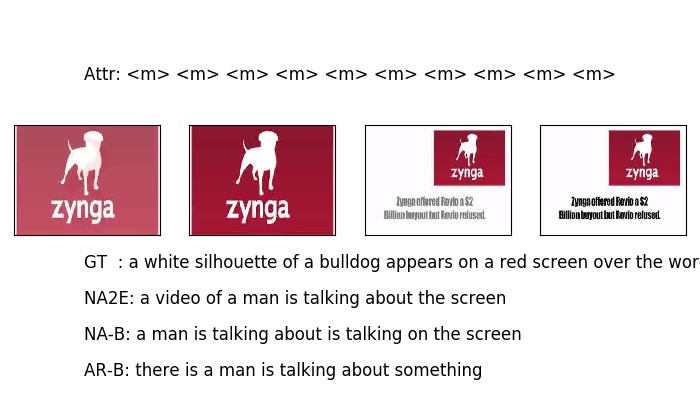 Attr: <m> <m> <m> <m> <m> <m> <m> <m> <m> <m>
zynga
zynga
zynga
Zynga offered Rovio a $2
Billion buyout but Rovio refused.
zynga
Zynga offered Rovio a $2
Billion buyout but Rovio refused.
GT : a white silhouette of a bulldog appears on a red screen over the wor
NA2E: a video of a man is talking about the screen
NA-B: a man is talking about is talking on the screen
AR-B: there is a man is talking about something